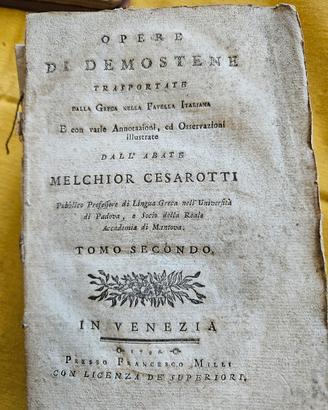 OPERE
DI DEMOSTENE
TRASPORTATE
DALLA GRECA NELLA FAVELLA ITALIANA
E con varie Annotazioni, ed Osservazioni
illustrate
DALL' ABATE
MELCHIOR CESAROTTI
Pubblico Professore di Lingua Greca nell' Università
di Padova, e Socio della Reale
Accademia di Mantova.
TOMO SECONDO.
IN VENEZIA
PRESSO FRANCESCO MILLI
CON LICENZA DE' SUPERIORI.